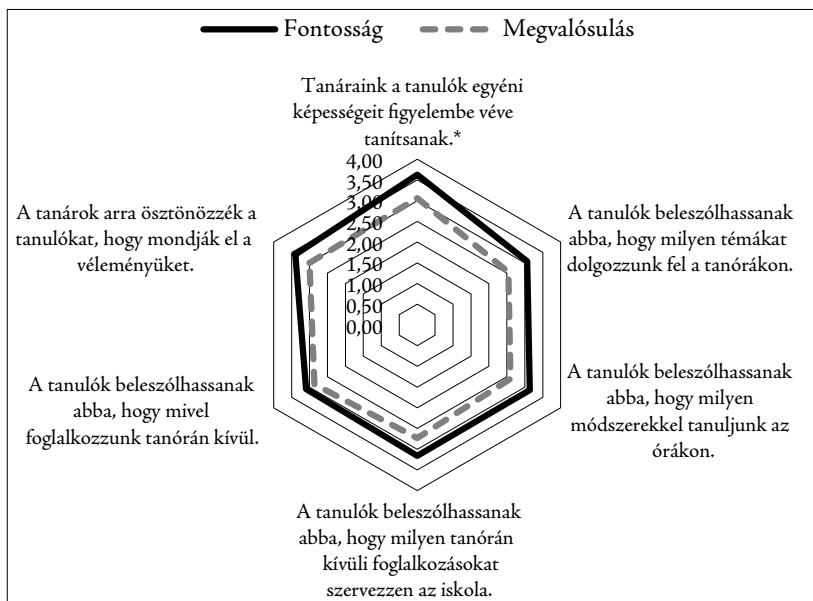 Fontosság
Megvalósulás
Tanáraink a tanulók egyéni
képességeit figyelembe véve
tanítsanak.*
4,00
3,50
3,00
2,50
2,00
1,50
1,00
0,50
0,00
A tanulók beleszólhassanak
abba, hogy milyen témákat
dolgozzunk fel a tanórákon.
A tanulók beleszólhassanak
abba, hogy milyen
módszerekkel tanuljunk az
órákon.
A tanulók beleszólhassanak
abba, hogy milyen tanórán
kívüli foglalkozásokat
szervezzen az iskola.
A tanulók beleszólhassanak
abba, hogy mivel
foglalkozzunk tanórán kívül.
A tanárok arra ösztönözzék a
tanulókat, hogy mondják el a
véleményüket.